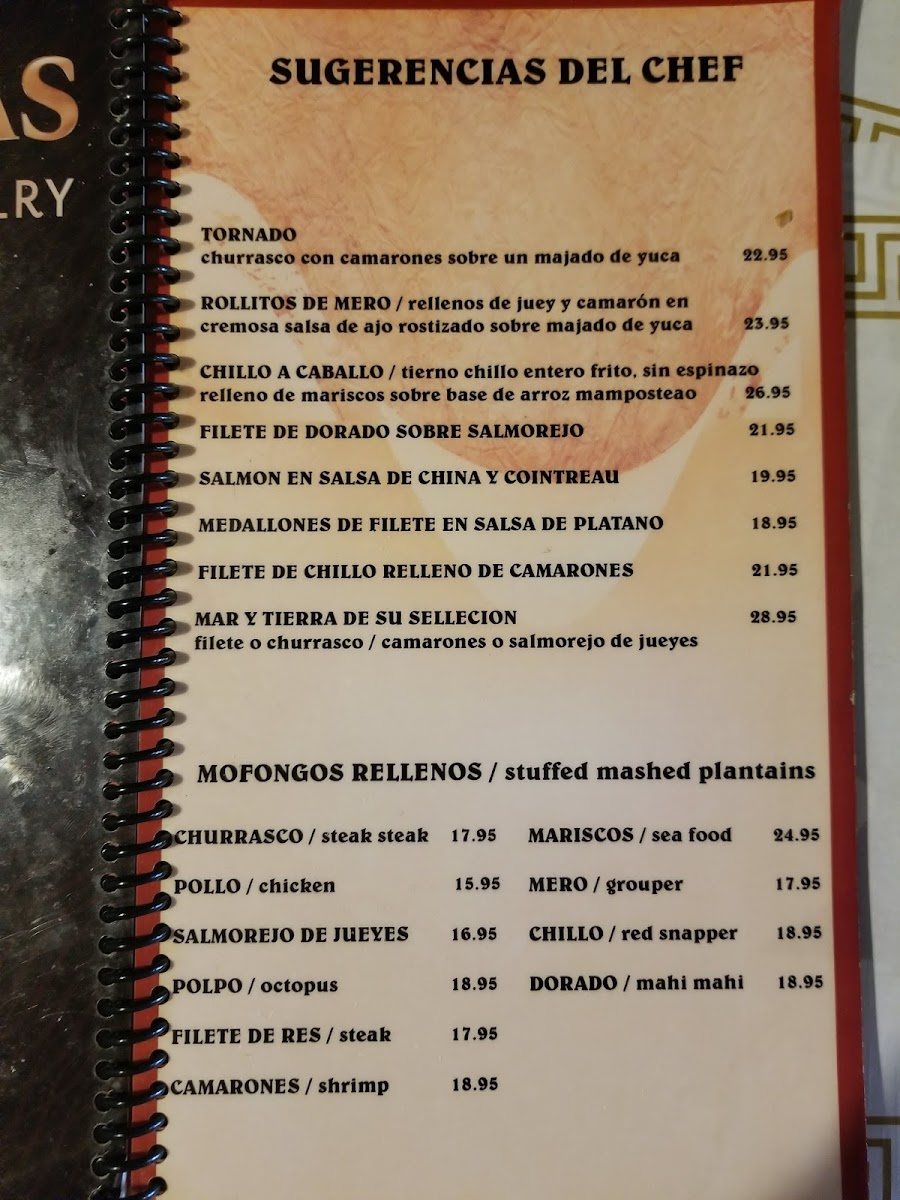 AS
LRY
SUGERENCIAS DEL CHEF
TORNADO
churrasco con camarones sobre un majado de yuca 22.95
ROLLITOS DE MERO / rellenos de juey y camarón en
cremosa salsa de ajo rostizado sobre majado de yuca 23.95
CHILLO A CABALLO / tierno chillo entero frito, sin espinazo
relleno de mariscos sobre base de arroz mamposteao 26.95
FILETE DE DORADO SOBRE SALMOREJO 21.95
SALMON EN SALSA DE CHINA Y COINTREAU 19.95
MEDALLONES DE FILETE EN SALSA DE PLATANO 18.95
FILETE DE CHILLO RELLENO DE CAMARONES 21.95
MAR Y TIERRA DE SU SELLECION 28.95
filete o churrasco / camarones o salmorejo de jueyes
MOFONGOS RELLENOS / stuffed mashed plantains
CHURRASCO / steak steak 17.95
POLLO / chicken 15.95
SALMOREJO DE JUEYES 16.95
POLPO / octopus 18.95
FILETE DE RES / steak 17.95
CAMARONES / shrimp 18.95
MARISCOS / sea food 24.95
MERO / grouper 17.95
CHILLO / red snapper 18.95
DORADO / mahi mahi 18.95